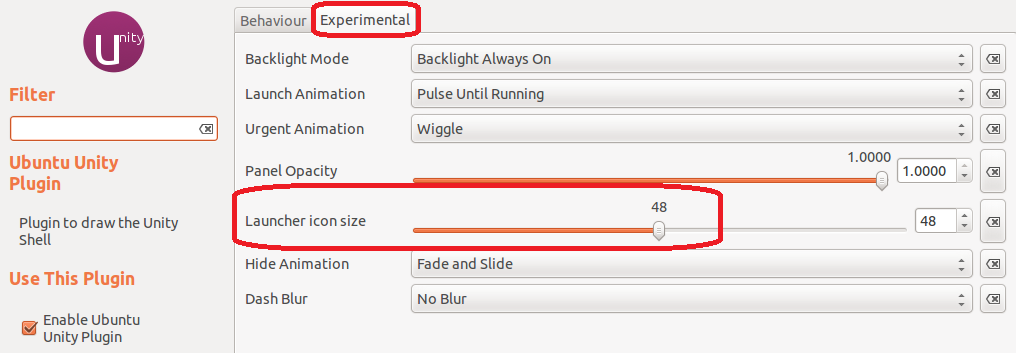 Unity
Filter
Ubuntu Unity
Plugin
Plugin to draw the Unity
Shell
Use This Plugin
Enable Ubuntu
Unity Plugin
Behaviour Experimental
Backlight Mode Backlight Always On
Launch Animation Pulse Until Running
Urgent Animation Wiggle
1.0000
Panel Opacity 1.0000
48
Launcher icon size 48
Hide Animation Fade and Slide
Dash Blur No Blur